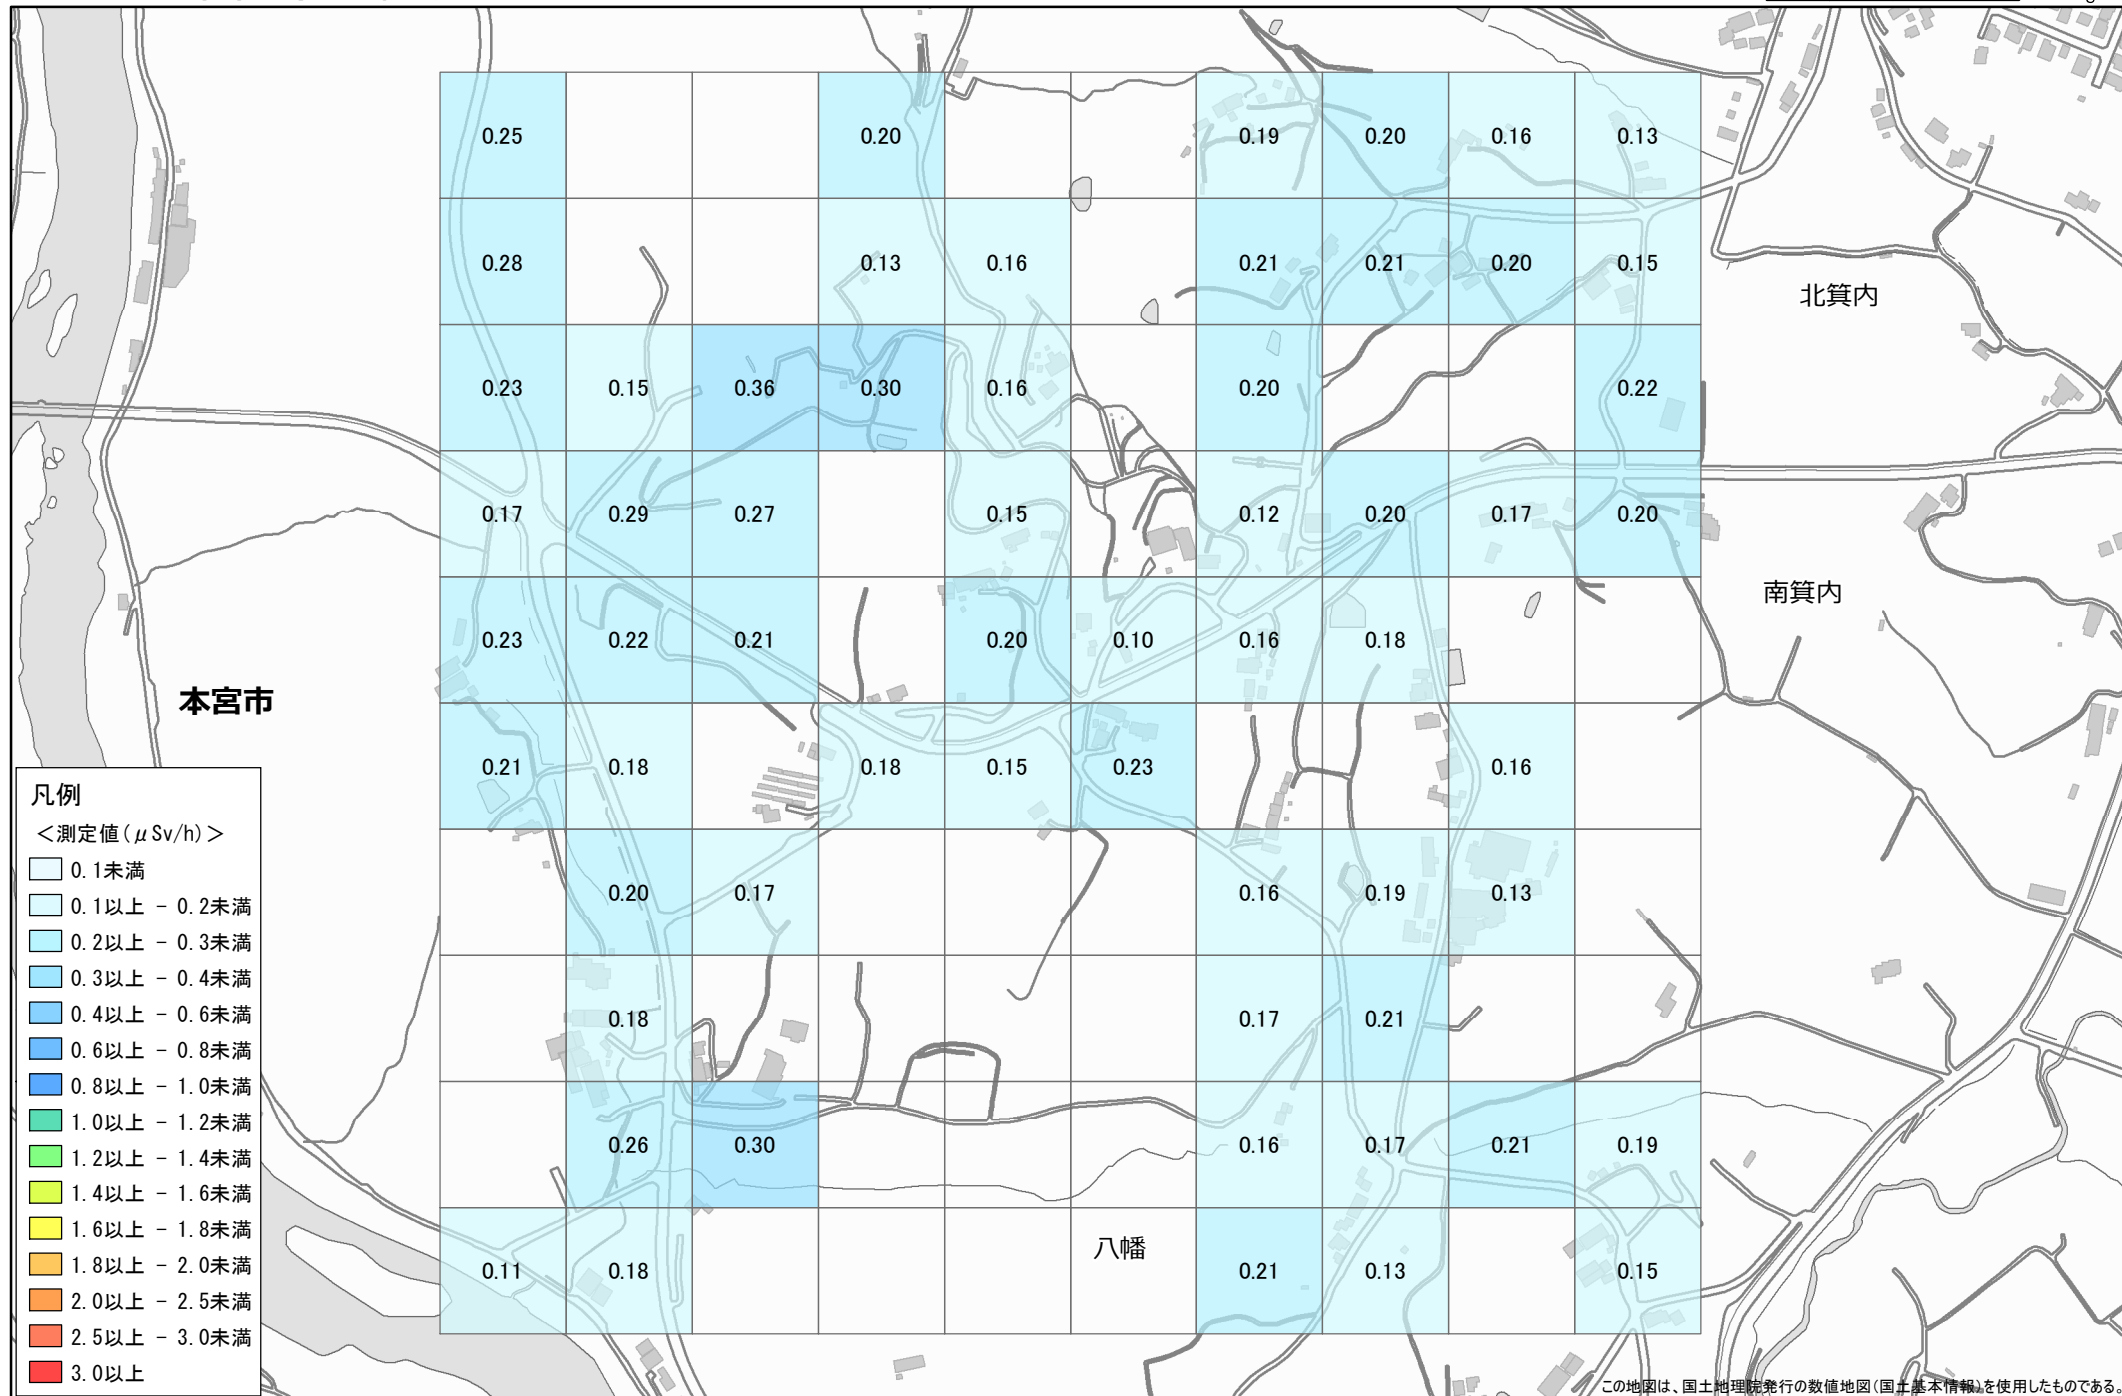 0.25 0.20 0.19 0.20 0.16 0.13
0.28 0.13 0.16 0.21 0.21 0.20 0.15
北箕内
0.23 0.15 0.36 0.30 0.16 0.20 0.22
0.17 0.29 0.27 0.15 0.12 0.20 0.17 0.20
南箕内
0.23 0.22 0.21 0.20 0.10 0.16 0.18
本宮市
0.21 0.18 0.18 0.15 0.23 0.16
0.20 0.17 0.16 0.19 0.13
0.18 0.17 0.21
0.26 0.30 0.16 0.17 0.21 0.19
八幡
0.11 0.18 0.21 0.13 0.15
凡例
＜測定値(μSv/h)＞
0.1未満
0.1以上 － 0.2未満
0.2以上 － 0.3未満
0.3以上 － 0.4未満
0.4以上 － 0.6未満
0.6以上 － 0.8未満
0.8以上 － 1.0未満
1.0以上 － 1.2未満
1.2以上 － 1.4未満
1.4以上 － 1.6未満
1.6以上 － 1.8未満
1.8以上 － 2.0未満
2.0以上 － 2.5未満
2.5以上 － 3.0未満
3.0以上
この地図は、国土地理院発行の数値地図(国土基本情報)を使用したものである。